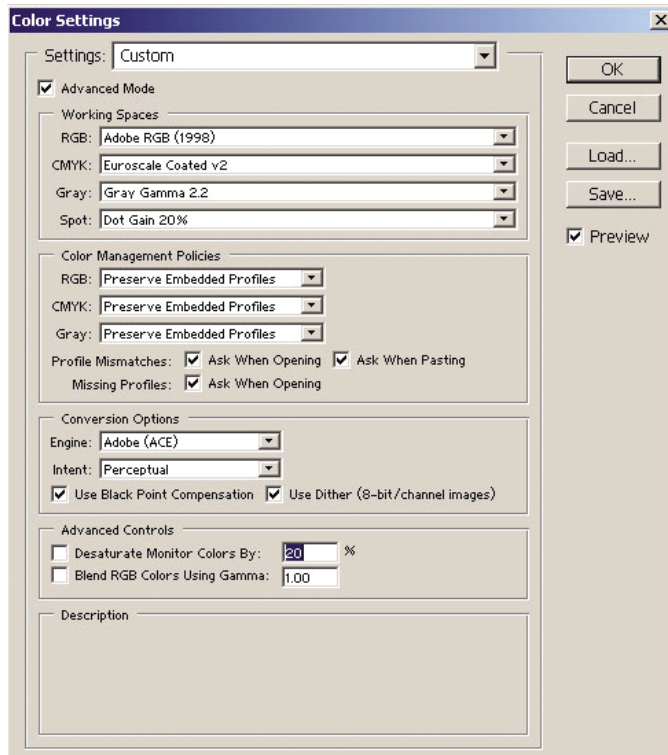 Color Settings
Settings: Custom
OK
Cancel
Load...
Save...
Preview
Advanced Mode
Working Spaces
RGB: Adobe RGB (1998)
CMYK: Euroscale Coated v2
Gray: Gray Gamma 2.2
Spot: Dot Gain 20%
Color Management Policies
RGB: Preserve Embedded Profiles
CMYK: Preserve Embedded Profiles
Gray: Preserve Embedded Profiles
Profile Mismatches: Ask When Opening Ask When Pasting
Missing Profiles: Ask When Opening
Conversion Options
Engine: Adobe (ACE)
Intent: Perceptual
Use Black Point Compensation Use Dither (8-bit/channel images)
Advanced Controls
Desaturate Monitor Colors By: 20 %
Blend RGB Colors Using Gamma: 1.00
Description